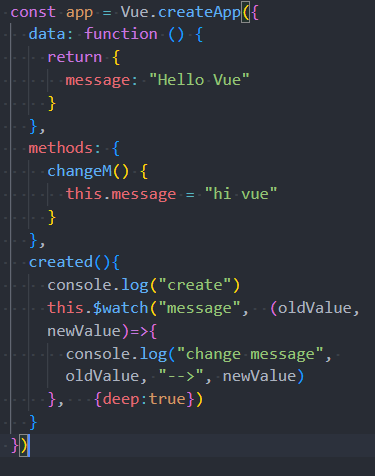 const app = Vue.createApp({
  data: function () {
    return {
      message: "Hello Vue"
    }
  },
  methods: {
    changeM() {
      this.message = "hi vue"
    }
  },
  created(){
    console.log("create")
    this.$watch("message",  (oldValue,
    newValue)=>{
      console.log("change message",
      oldValue, "-->", newValue)
    },  {deep:true})
  }
})